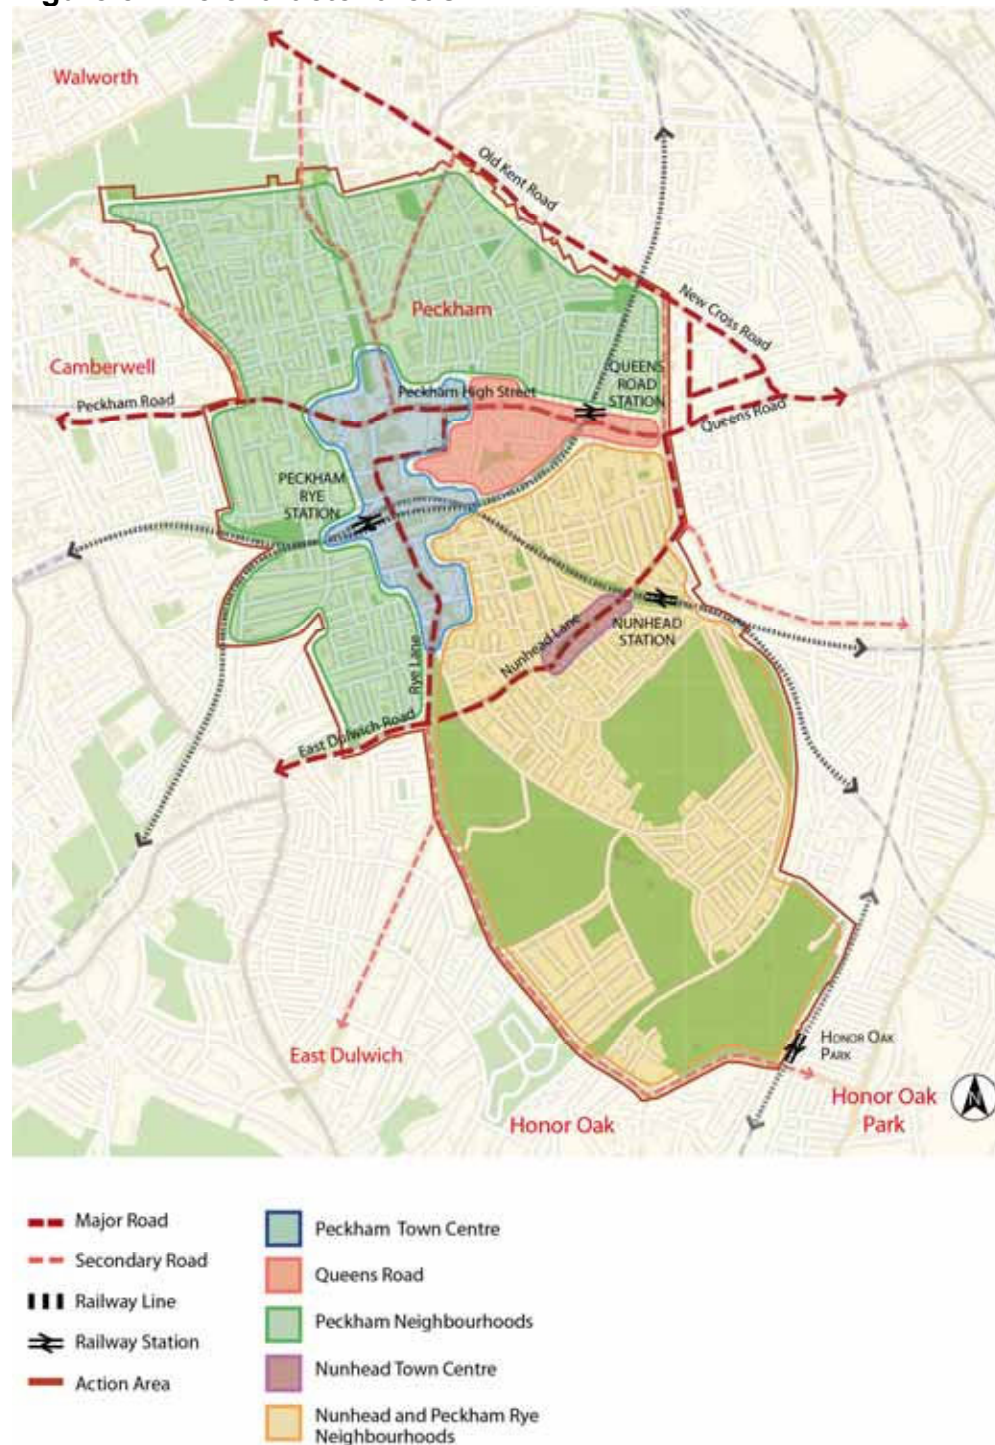 Walworth
Old Kent Road
Peckham
New Cross Road
Camberwell
QUEENS
ROAD
STATION
Peckham High Street
Peckham Road
Queens Road
PECKHAM
RYE
STATION
NUNHEAD
STATION
Nunhead Lane
Rye Lane
East Dulwich Road
HONOR OAK
PARK
East Dulwich
Honor Oak
Park
Honor Oak
N
Major Road
Secondary Road
Railway Line
Railway Station
Action Area
Peckham Town Centre
Queens Road
Peckham Neighbourhoods
Nunhead Town Centre
Nunhead and Peckham Rye
Neighbourhoods